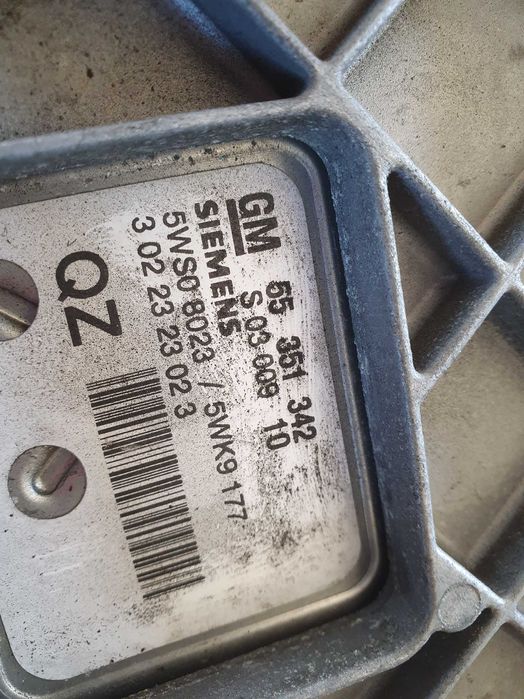 GM 55 351 342
S 03 009 10
SIEMENS
5WS0 8023 / 5WK9 177
3 02 23 23 02 3
QZ